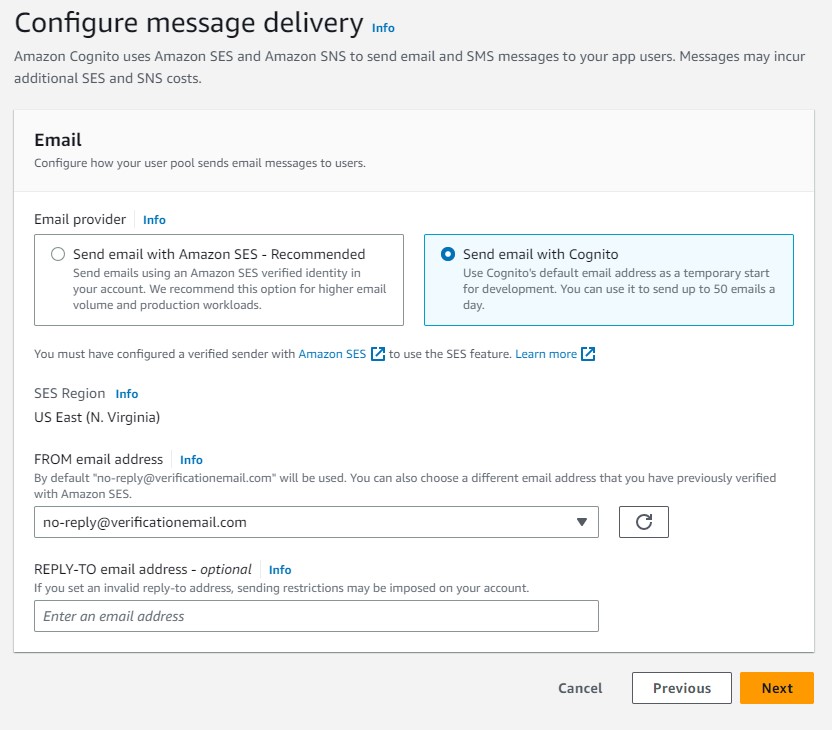 Configure message delivery Info
Amazon Cognito uses Amazon SES and Amazon SNS to send email and SMS messages to your app users. Messages may incur
additional SES and SNS costs.
Email
Configure how your user pool sends email messages to users.
Email provider Info
Send email with Amazon SES - Recommended
Send emails using an Amazon SES verified identity in
your account. We recommend this option for higher email
volume and production workloads.
Send email with Cognito
Use Cognito's default email address as a temporary start
for development. You can use it to send up to 50 emails a
day.
You must have configured a verified sender with Amazon SES to use the SES feature. Learn more
SES Region Info
US East (N. Virginia)
FROM email address Info
By default "no-reply@verificationemail.com" will be used. You can also choose a different email address that you have previously verified
with Amazon SES.
no-reply@verificationemail.com
REPLY-TO email address - optional Info
If you set an invalid reply-to address, sending restrictions may be imposed on your account.
Enter an email address
Cancel Previous Next